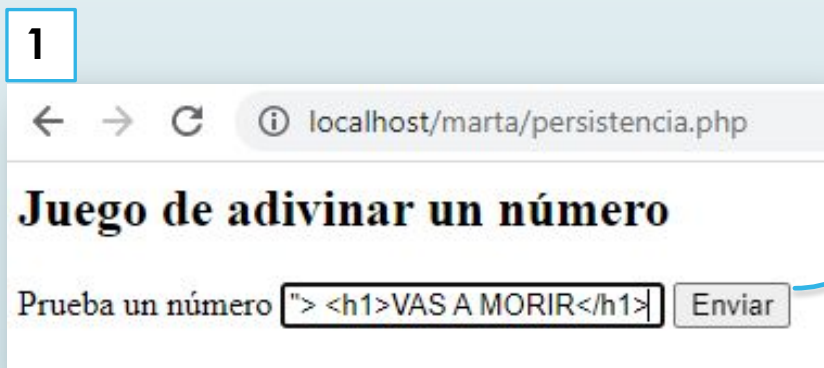 1
localhost/marta/persistencia.php
Juego de adivinar un número
Prueba un número "> <h1>VAS A MORIR</h1> Enviar